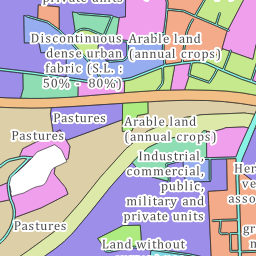 private units
Discontinuous
dense urban
fabric (S.L. :
50% - 80%)
Arable land
(annual crops)
Pastures
Pastures
Arable land
(annual crops)
Industrial,
commercial,
public,
military and
private units
Pastures
Land without